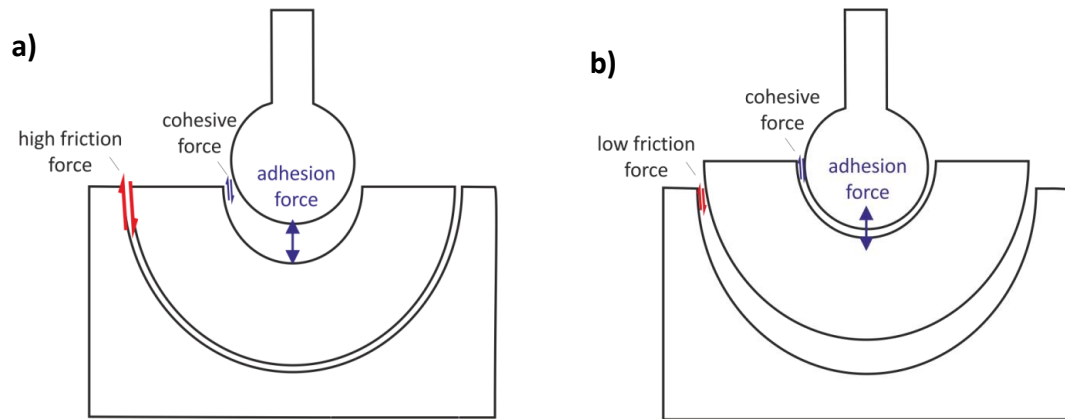 a)
high friction
force
cohesive
force
adhesion
force
b)
low friction
force
cohesive
force
adhesion
force